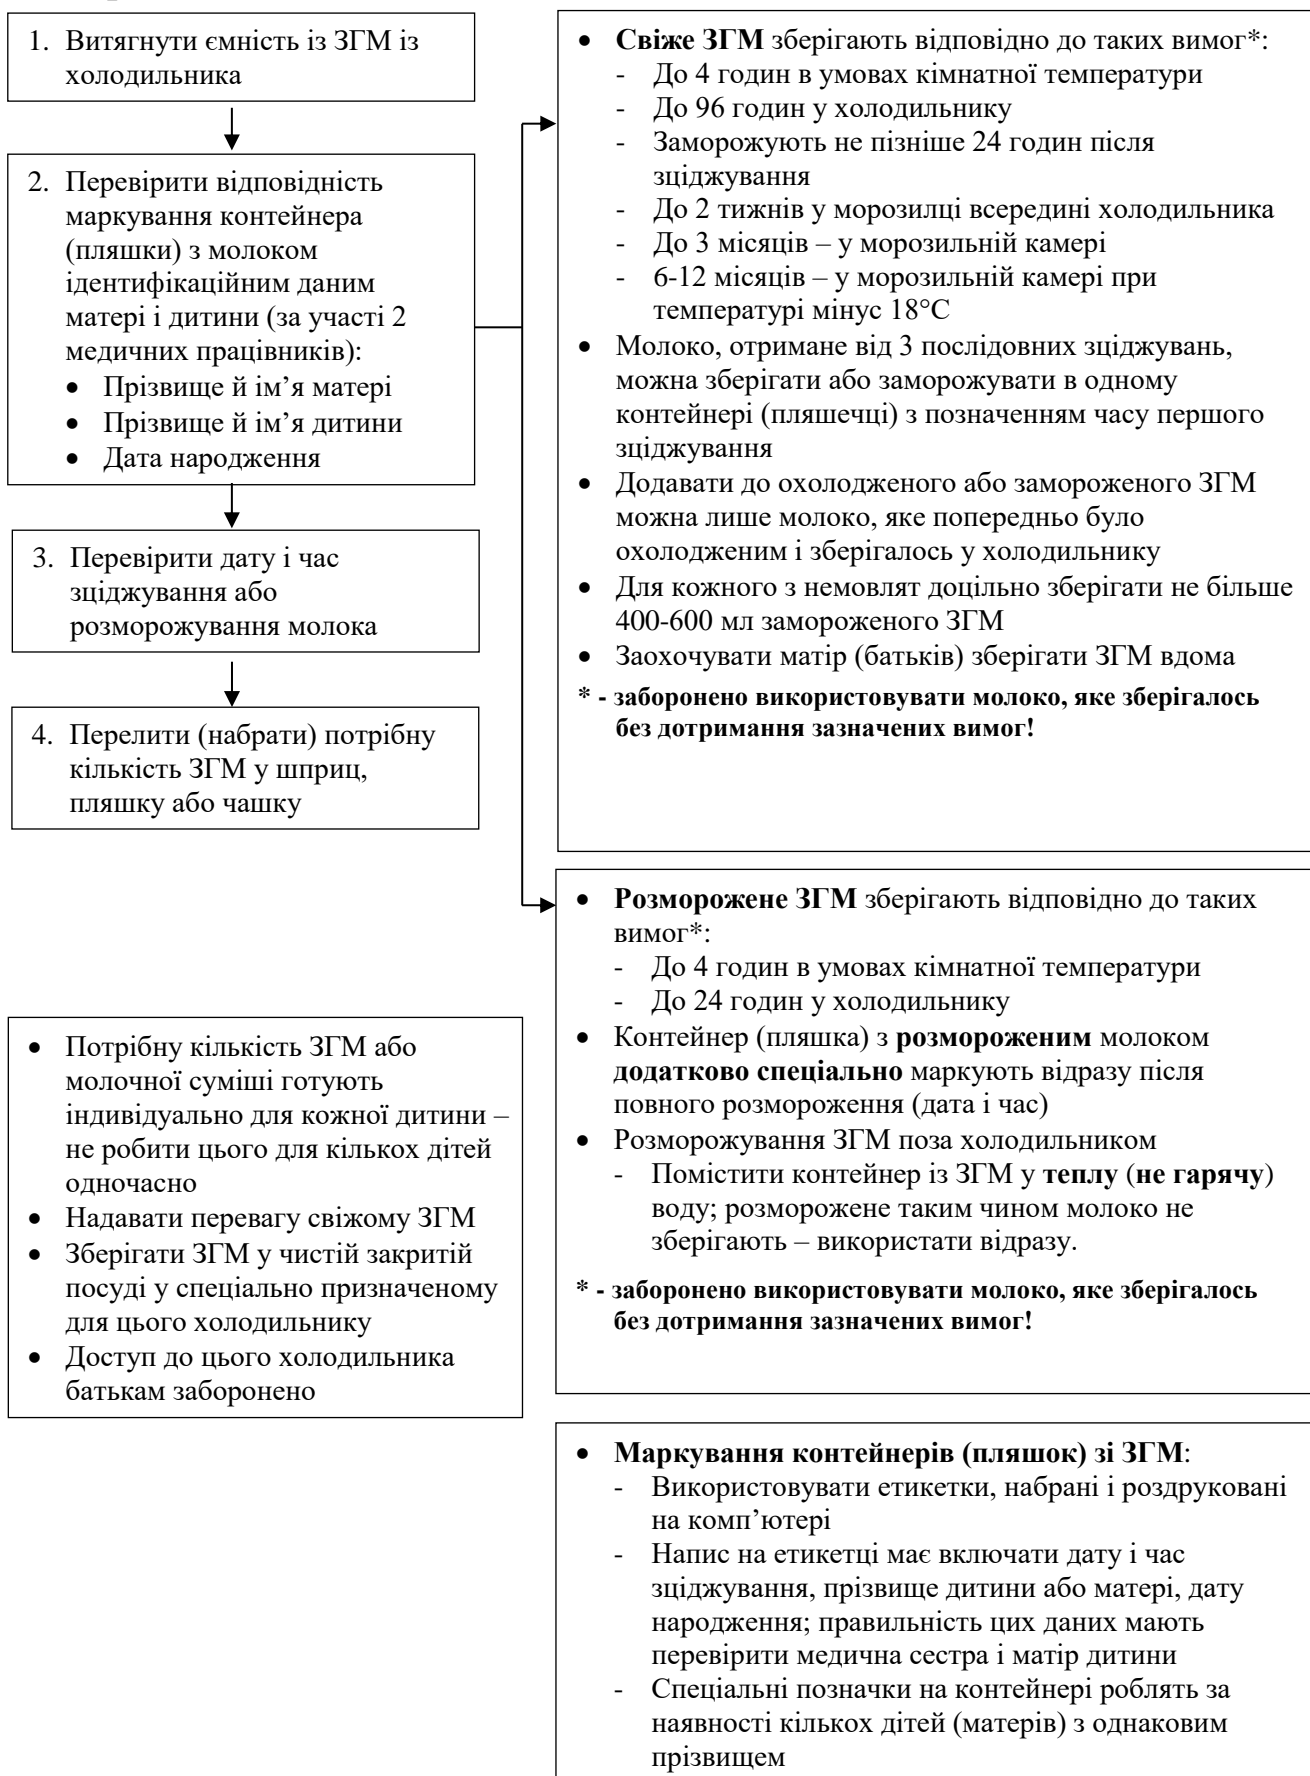 1. Витягнути ємність із ЗГМ із
холодильника
2. Перевірити відповідність
маркування контейнера
(пляшки) з молоком
ідентифікаційним даним
матері і дитини (за участі 2
медичних працівників):
• Прізвище й ім’я матері
• Прізвище й ім’я дитини
• Дата народження
3. Перевірити дату і час
зціджування або
розморожування молока
4. Перелити (набрати) потрібну
кількість ЗГМ у шприц,
пляшку або чашку
• Потрібну кількість ЗГМ або
молочної суміші готують
індивідуально для кожної дитини –
не робити цього для кількох дітей
одночасно
• Надавати перевагу свіжому ЗГМ
• Зберігати ЗГМ у чистій закритій
посуді у спеціально призначеному
для цього холодильнику
• Доступ до цього холодильника
батькам заборонено
• Свіже ЗГМ зберігають відповідно до таких вимог*:
- До 4 годин в умовах кімнатної температури
- До 96 годин у холодильнику
- Заморожують не пізніше 24 годин після
зціджування
- До 2 тижнів у морозилці всередині холодильника
- До 3 місяців – у морозильній камері
- 6-12 місяців – у морозильній камері при
температурі мінус 18°С
• Молоко, отримане від 3 послідовних зціджувань,
можна зберігати або заморожувати в одному
контейнері (пляшечці) з позначенням часу першого
зціджування
• Додавати до охолодженого або замороженого ЗГМ
можна лише молоко, яке попередньо було
охолодженим і зберігалось у холодильнику
• Для кожного з немовлят доцільно зберігати не більше
400-600 мл замороженого ЗГМ
• Заохочувати матір (батьків) зберігати ЗГМ вдома
* - заборонено використовувати молоко, яке зберігалось
без дотримання зазначених вимог!
• Розморожене ЗГМ зберігають відповідно до таких
вимог*:
- До 4 годин в умовах кімнатної температури
- До 24 годин у холодильнику
• Контейнер (пляшка) з розмороженим молоком
додатково спеціально маркують відразу після
повного розмороження (дата і час)
• Розморожування ЗГМ поза холодильником
- Помістити контейнер із ЗГМ у теплу (не гарячу)
воду; розморожене таким чином молоко не
зберігають – використати відразу.
* - заборонено використовувати молоко, яке зберігалось
без дотримання зазначених вимог!
• Маркування контейнерів (пляшок) зі ЗГМ:
- Використовувати етикетки, набрані і роздруковані
на комп’ютері
- Напис на етикетці має включати дату і час
зціджування, прізвище дитини або матері, дату
народження; правильність цих даних мають
перевірити медична сестра і матір дитини
- Спеціальні позначки на контейнері роблять за
наявності кількох дітей (матерів) з однаковим
прізвищем